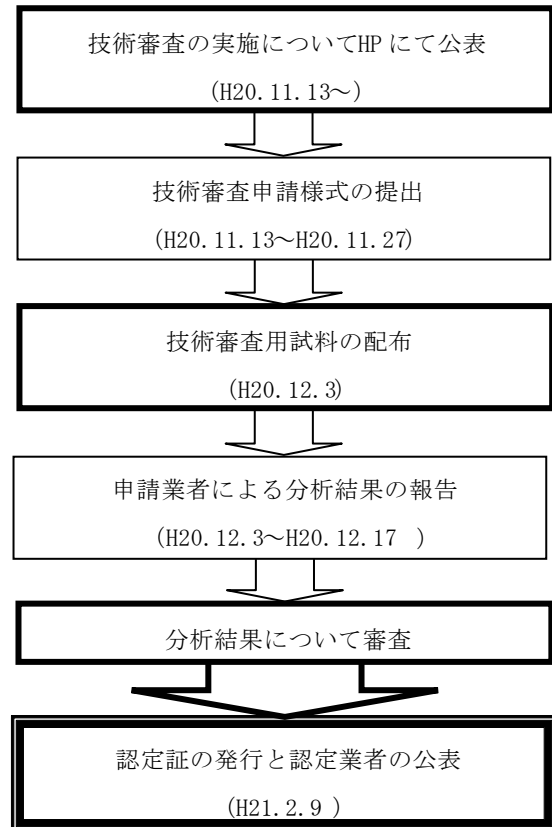 技術審査の実施についてHP にて公表
(H20.11.13～)
技術審査申請様式の提出
(H20.11.13～H20.11.27)
技術審査用試料の配布
(H20.12.3)
申請業者による分析結果の報告
(H20.12.3～H20.12.17 )
分析結果について審査
認定証の発行と認定業者の公表
(H21.2.9 )